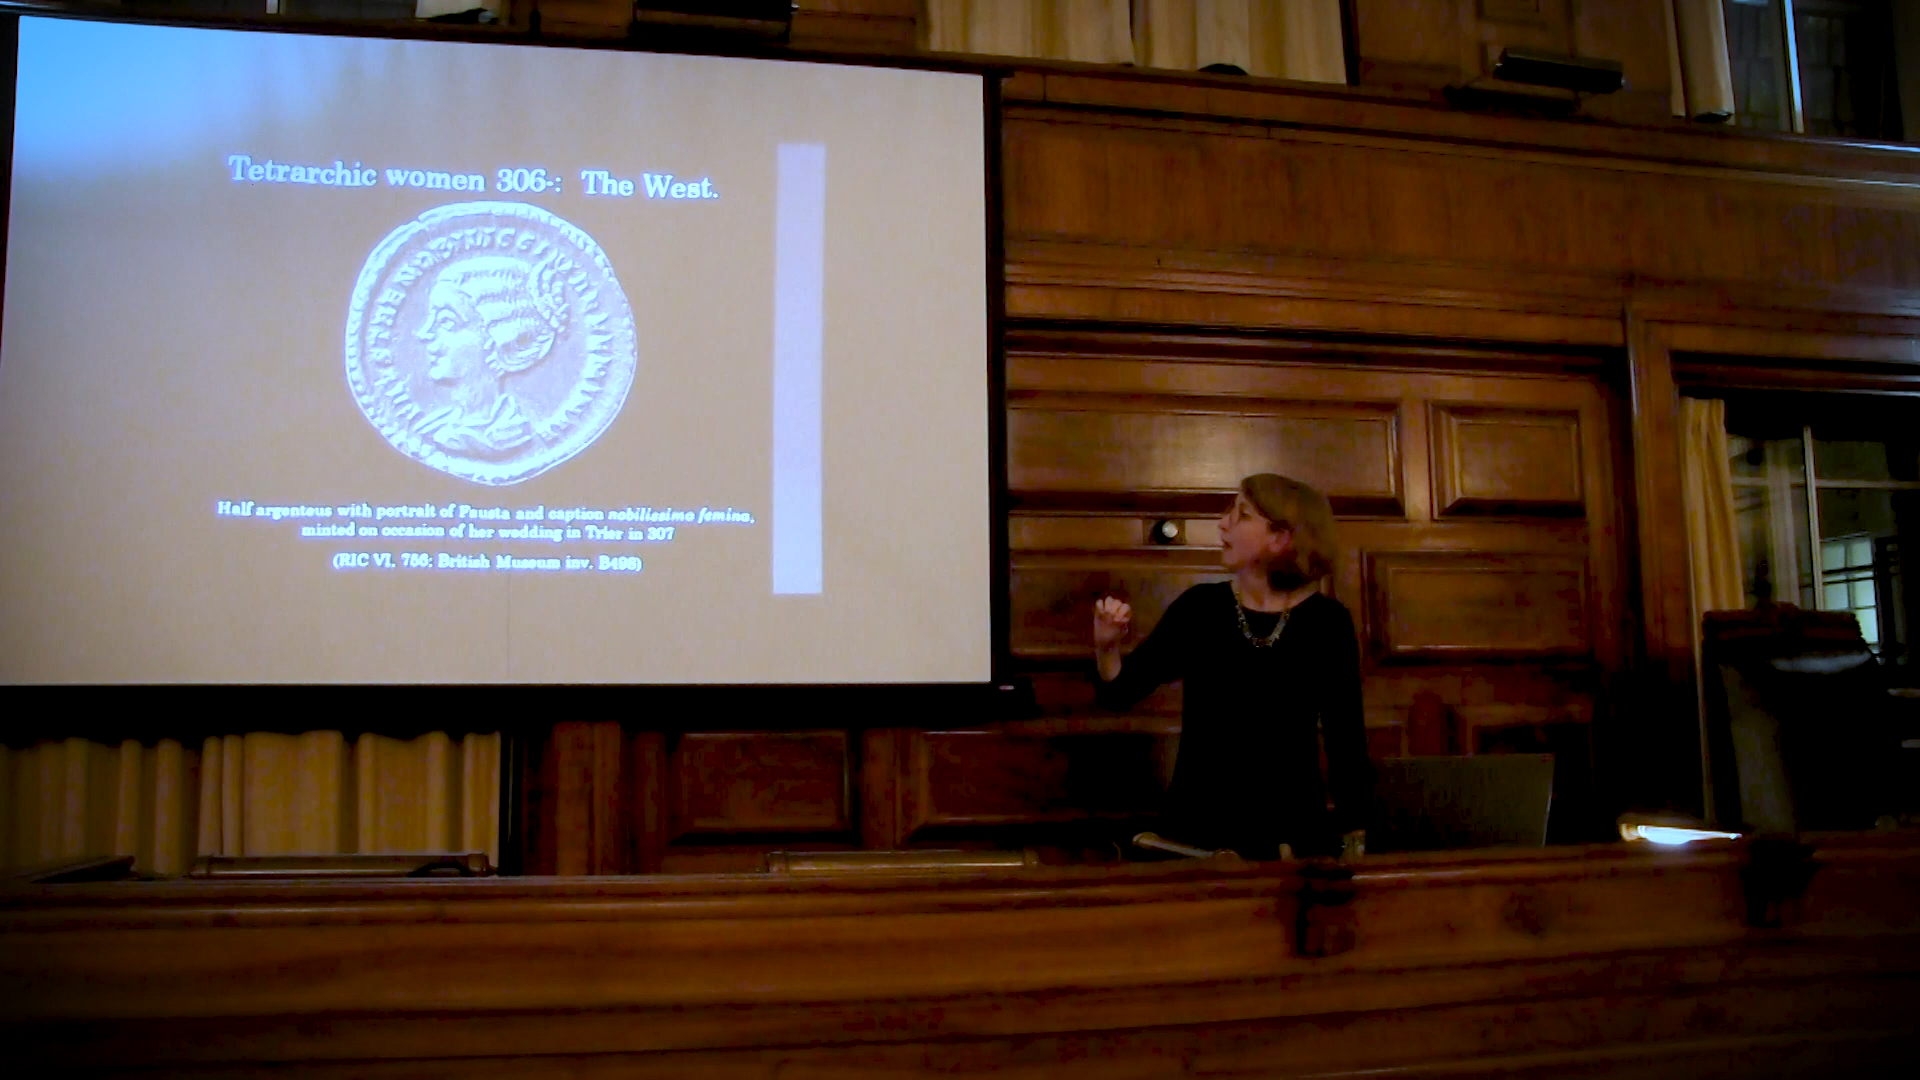 Tetrarchic women 306-: The West.
Half argenteus with portrait of Fausta and caption nobilissima femina,
minted on occasion of her wedding in Trier in 307
(RIC VI. 756: British Museum inv. B498)